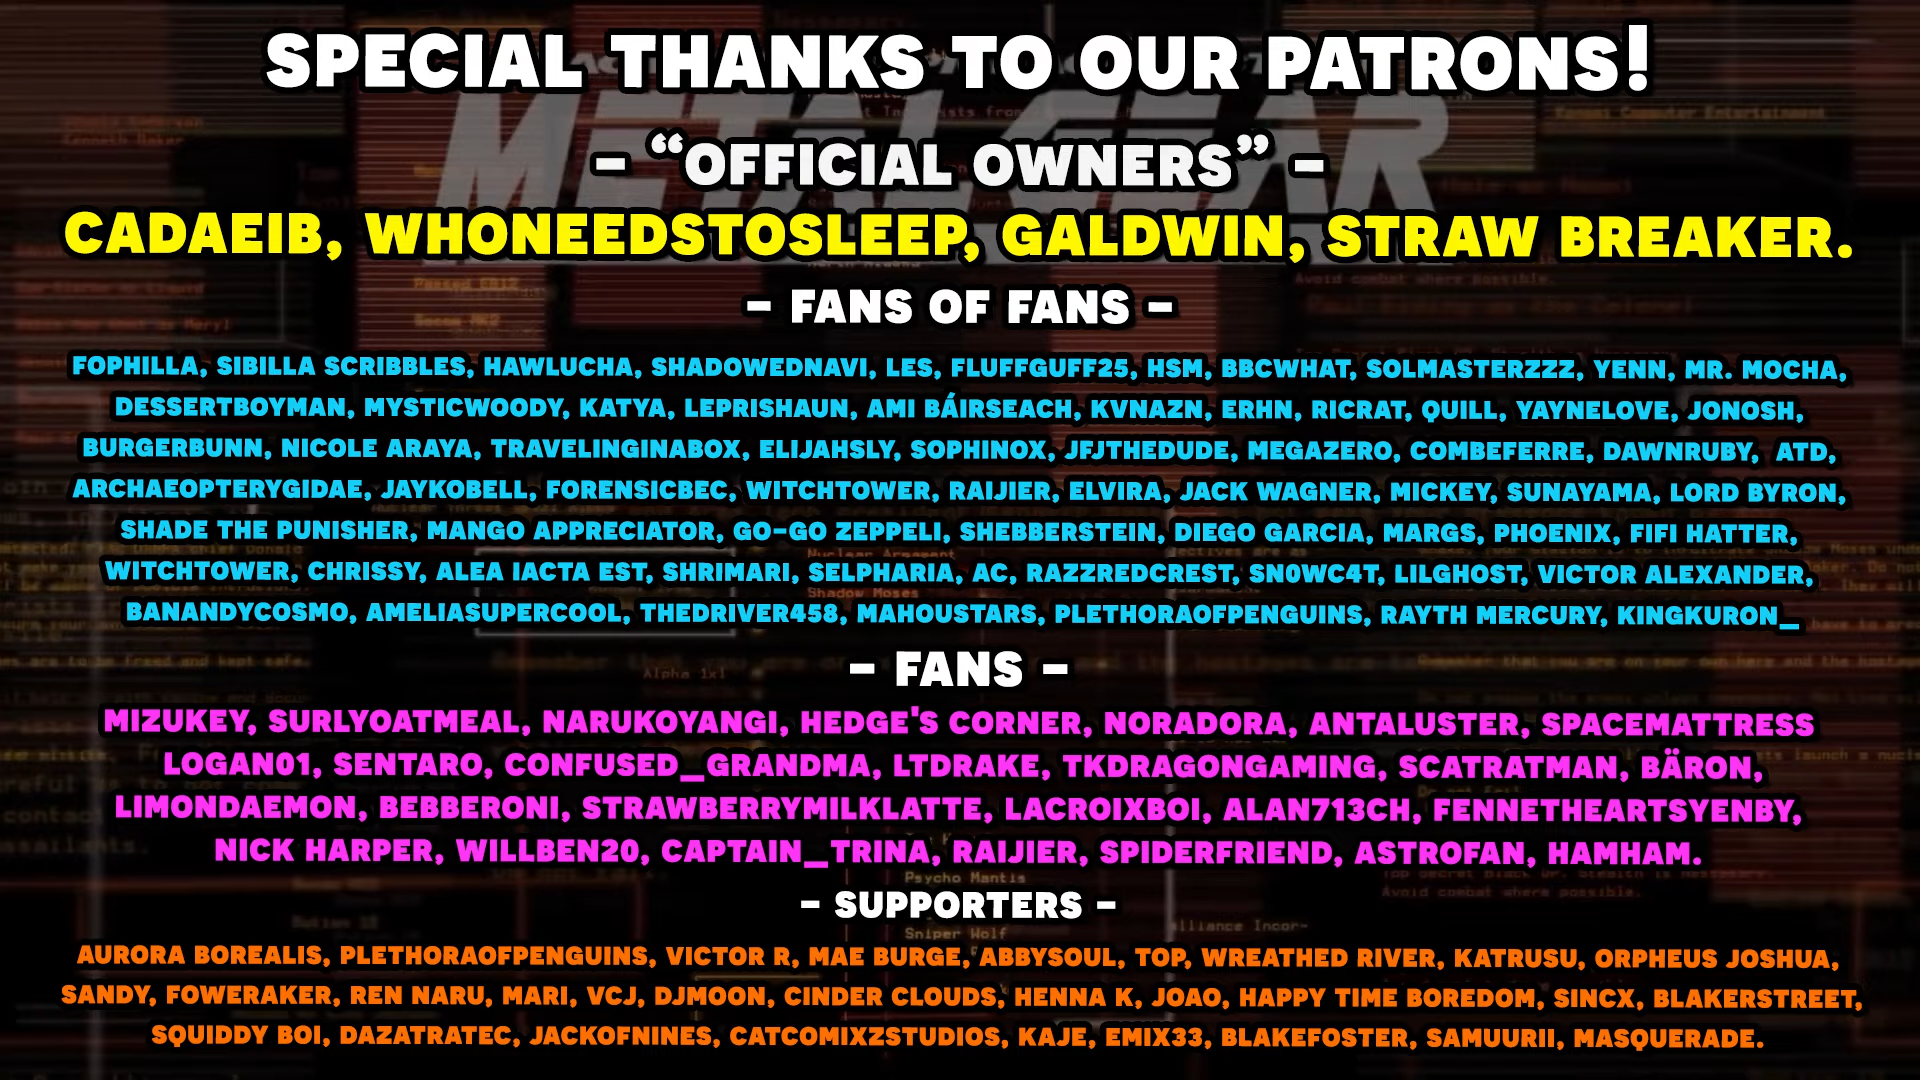 SPECIAL THANKS TO OUR PATRONS!
METAL GEAR
- “OFFICIAL OWNERS” -
CADAEIB, WHONEEDSTOSLEEP, GALDWIN, STRAW BREAKER.
- FANS OF FANS -
FOPHILLA, SIBILLA SCRIBBLES, HAWLUCHA, SHADOWEDNAVI, LES, FLUFFGUFF25, HSM, BBCWHAT, SOLMASTERZZZ, YENN, MR. MOCHA,
DESSERTBOYMAN, MYSTICWOODY, KATYA, LEPRISHAUN, AMI BÁIRSEACH, KVNAZN, ERHN, RICRAT, QUILL, YAYNELOVE, JONOSH,
BURGERBUNN, NICOLE ARAYA, TRAVELINGINABOX, ELIJAHSLY, SOPHINOX, JFJTHEDUDE, MEGAZERO, COMBEFERRE, DAWNRUBY, ATD,
ARCHAEOPTERYGIDAE, JAYKOBELL, FORENSICBEC, WITCHTOWER, RAIJIER, ELVIRA, JACK WAGNER, MICKEY, SUNAYAMA, LORD BYRON,
SHADE THE PUNISHER, MANGO APPRECIATOR, GO-GO ZEPPELI, SHEBBERSTEIN, DIEGO GARCIA, MARGS, PHOENIX, FIFI HATTER,
WITCHTOWER, CHRISSY, ALEA IACTA EST, SHRIMARI, SELPHARIA, AC, RAZZREDCREST, SN0WC4T, LILGHOST, VICTOR ALEXANDER,
BANANDYCOSMO, AMELIASUPERCOOL, THEDRIVER458, MAHOUSTARS, PLETHORAOFPENGUINS, RAYTH MERCURY, KINGKURON_
- FANS -
MIZUKEY, SURLYOATMEAL, NARUKOYANGI, HEDGE'S CORNER, NORADORA, ANTALUSTER, SPACEMATTRESS
LOGAN01, SENTARO, CONFUSED_GRANDMA, LTDRAKE, TKDRAGONGAMING, SCATRATMAN, BÄRON,
LIMONDAEMON, BEBBERONI, STRAWBERRYMILKLATTE, LACROIXBOI, ALAN713CH, FENNETHEARTSYENBY,
NICK HARPER, WILLBEN20, CAPTAIN_TRINA, RAIJIER, SPIDERFRIEND, ASTROFAN, HAMHAM.
Psycho Mantis
- SUPPORTERS -
Sniper Wolf
AURORA BOREALIS, PLETHORAOFPENGUINS, VICTOR R, MAE BURGE, ABBYSOUL, TOP, WREATHED RIVER, KATRUSU, ORPHEUS JOSHUA,
SANDY, FOWERAKER, REN NARU, MARI, VCJ, DJMOON, CINDER CLOUDS, HENNA K, JOAO, HAPPY TIME BOREDOM, SINCX, BLAKERSTREET,
SQUIDDY BOI, DAZATRATEC, JACKOFNINES, CATCOMIXZSTUDIOS, KAJE, EMIX33, BLAKEFOSTER, SAMUURII, MASQUERADE.